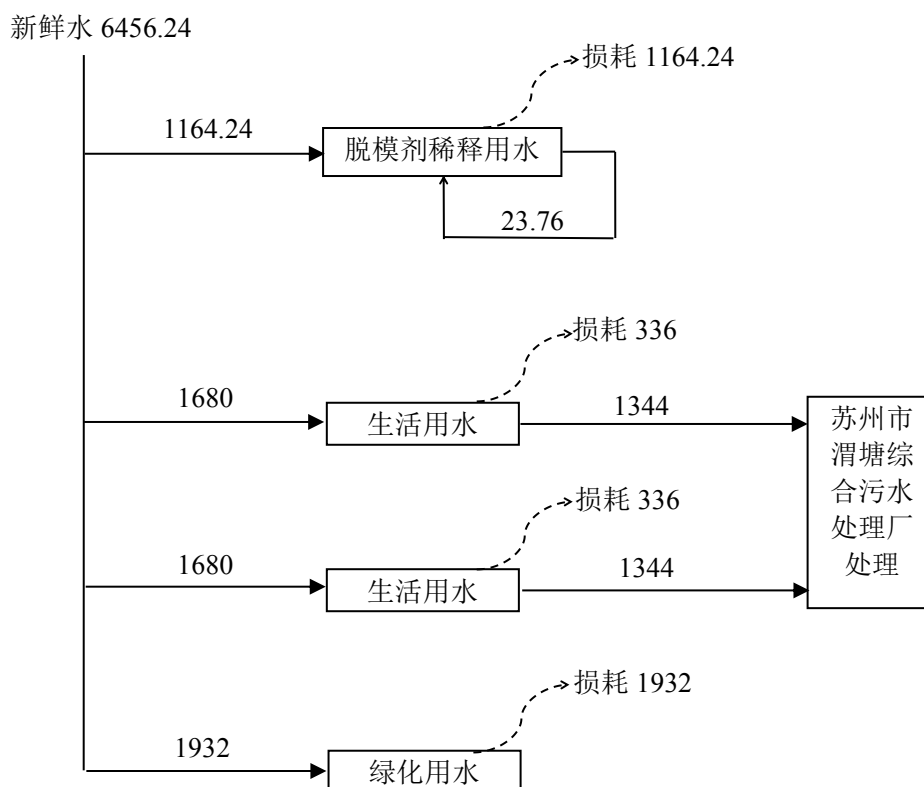 新鲜水 6456.24
损耗 1164.24
1164.24
脱模剂稀释用水
23.76
损耗 336
1680
生活用水
1344
苏州市
渭塘综
合污水
处理厂
处理
损耗 336
1680
生活用水
1344
损耗 1932
1932
绿化用水